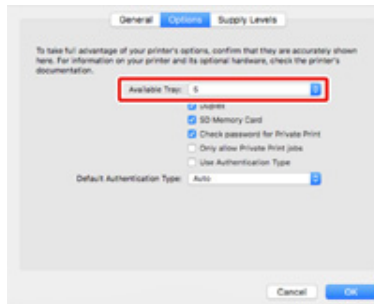 General Options Supply Levels
To take full advantage of your printer's options, confirm that they are accurately shown
here. For information on your printer and its optional hardware, check the printer's
documentation.
Available Tray: 5
Duplex
SD Memory Card
Check password for Private Print
Only allow Private Print jobs
Use Authentication Type
Default Authentication Type: Auto
Cancel OK